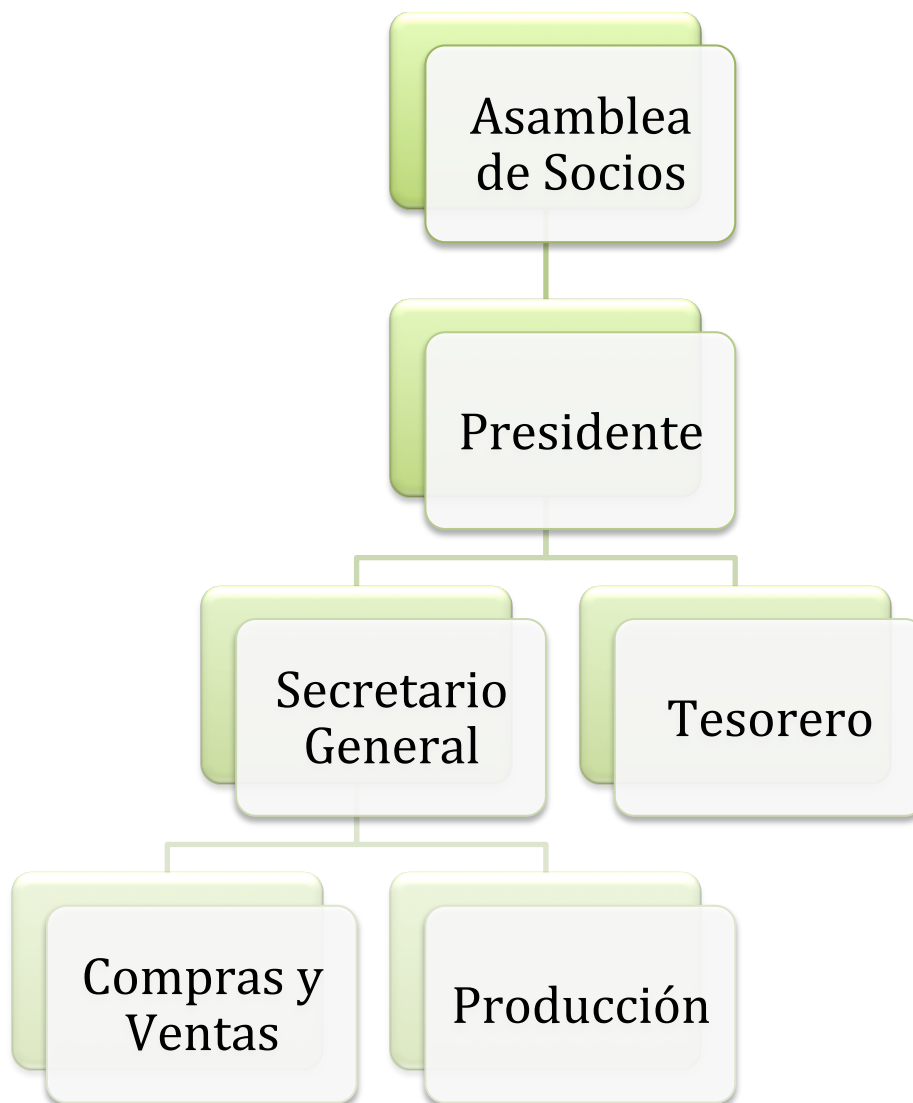 Asamblea
de Socios
Presidente
Secretario
General
Tesorero
Compras y
Ventas
Producción